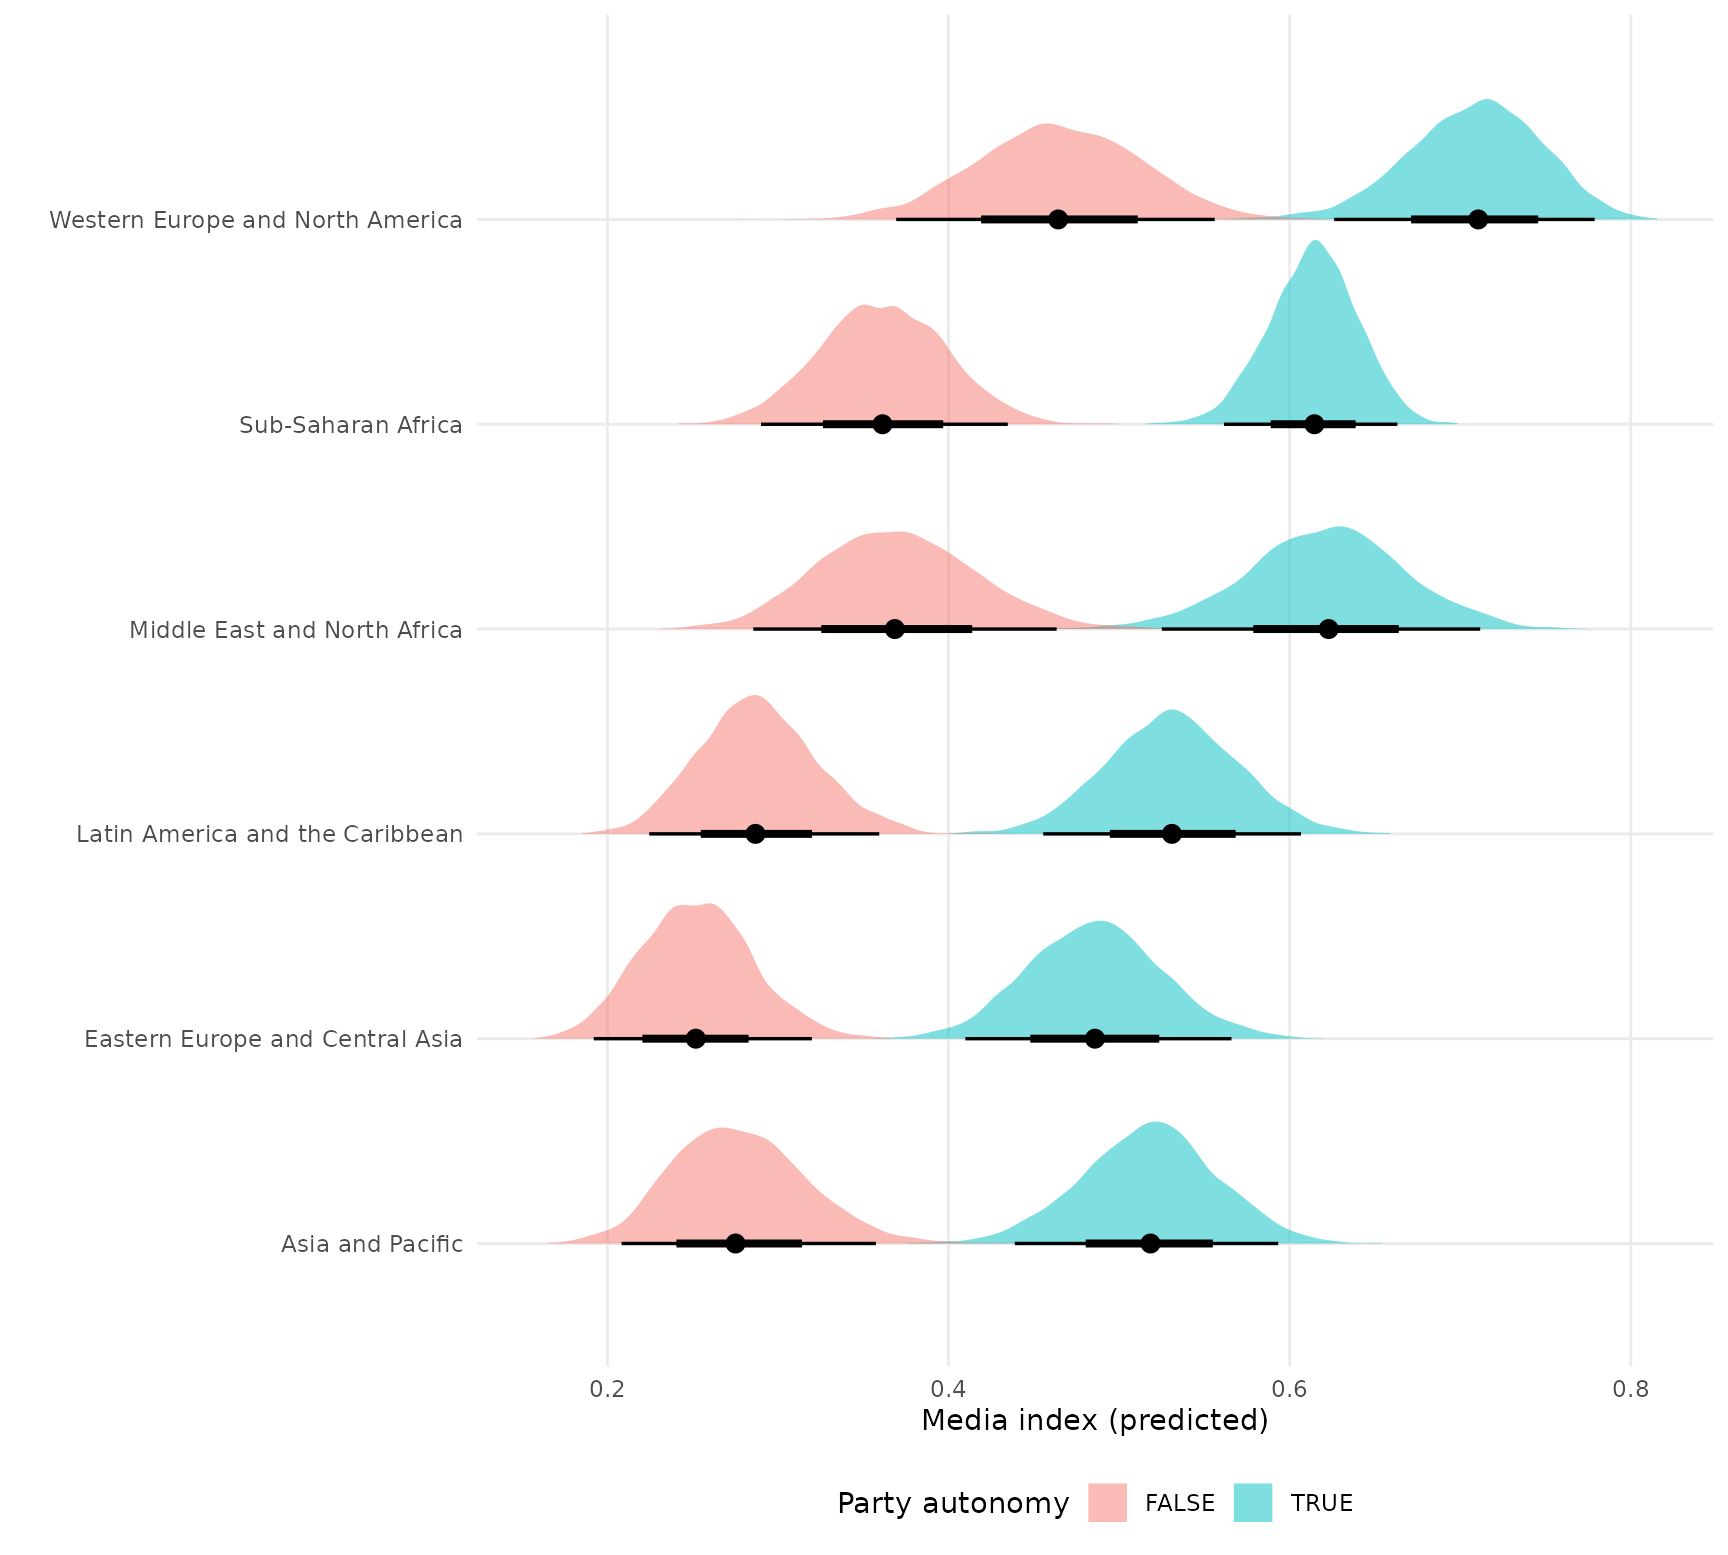 Western Europe and North America
Sub-Saharan Africa
Middle East and North Africa
Latin America and the Caribbean
Eastern Europe and Central Asia
Asia and Pacific
0.2 0.4 0.6 0.8
Media index (predicted)
Party autonomy FALSE TRUE